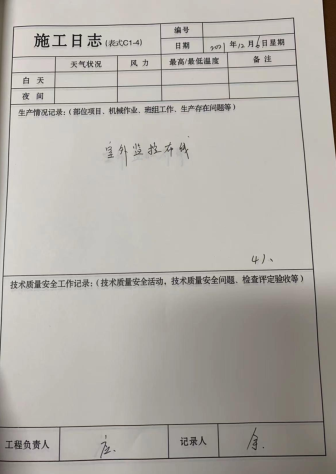 施工日志(表式C1-4)
编号
日期 2021年12月6日星期
天气状况 风力 最高/最低温度 备注
白天
夜间
生产情况记录:(部位项目、机械作业、班组工作、生产存在问题等)
室外监控布线
4人
技术质量安全工作记录:(技术质量安全活动,技术质量安全问题、检查评定验收等)
工程负责人
记录人